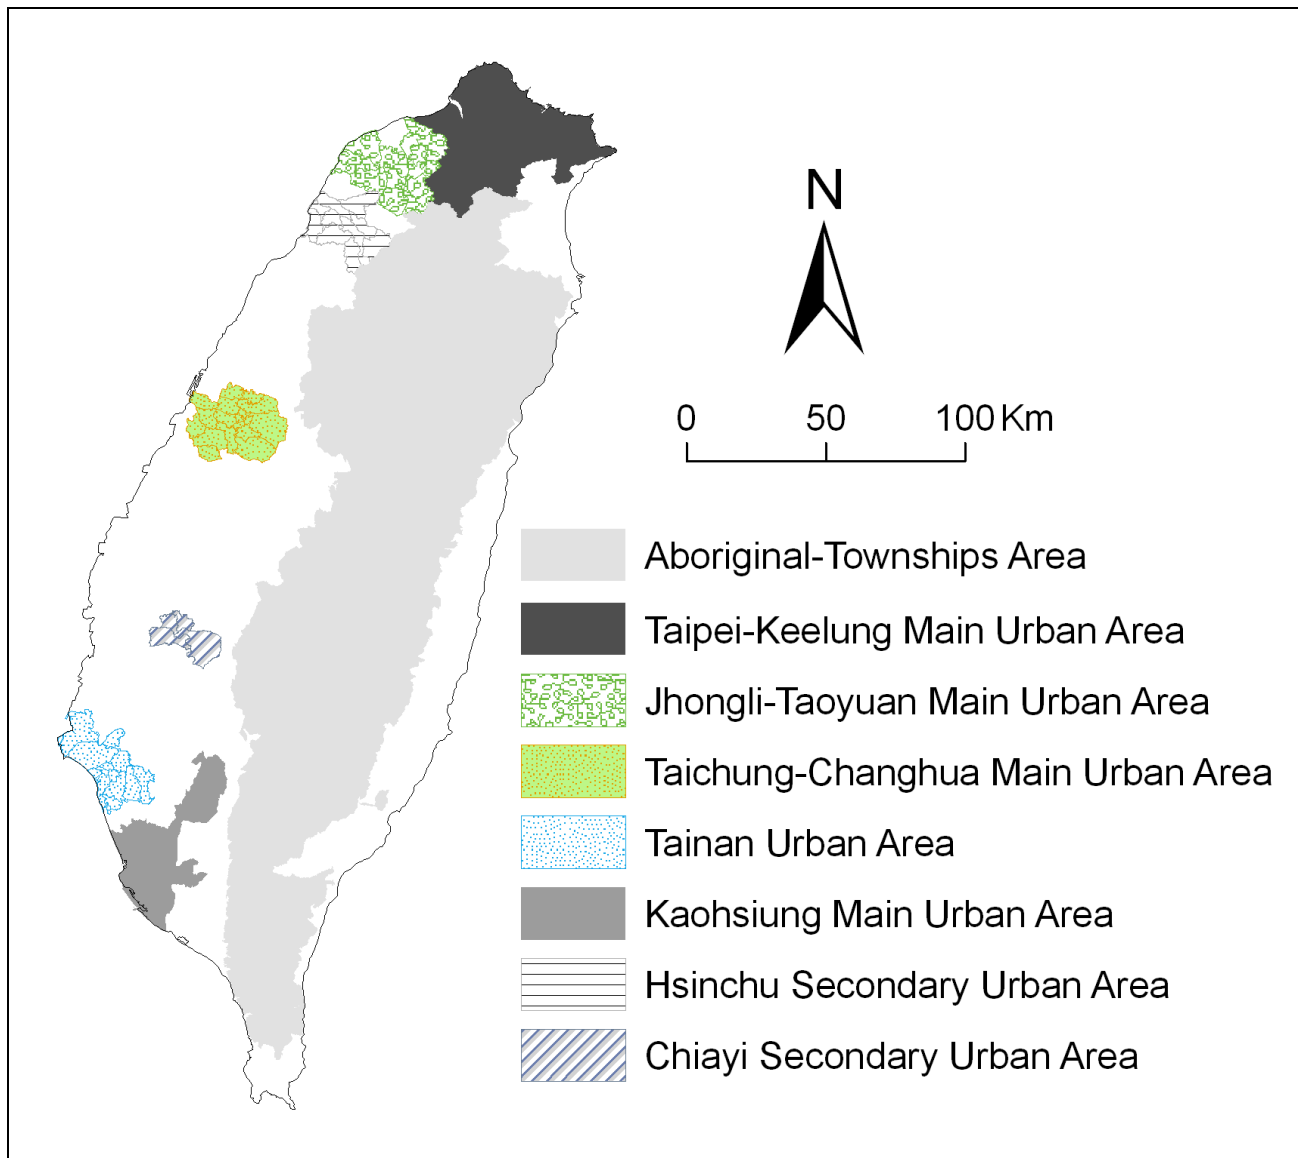 N
0 50 100 Km
Aboriginal-Townships Area
Taipei-Keelung Main Urban Area
Jhongli-Taoyuan Main Urban Area
Taichung-Changhua Main Urban Area
Tainan Urban Area
Kaohsiung Main Urban Area
Hsinchu Secondary Urban Area
Chiayi Secondary Urban Area